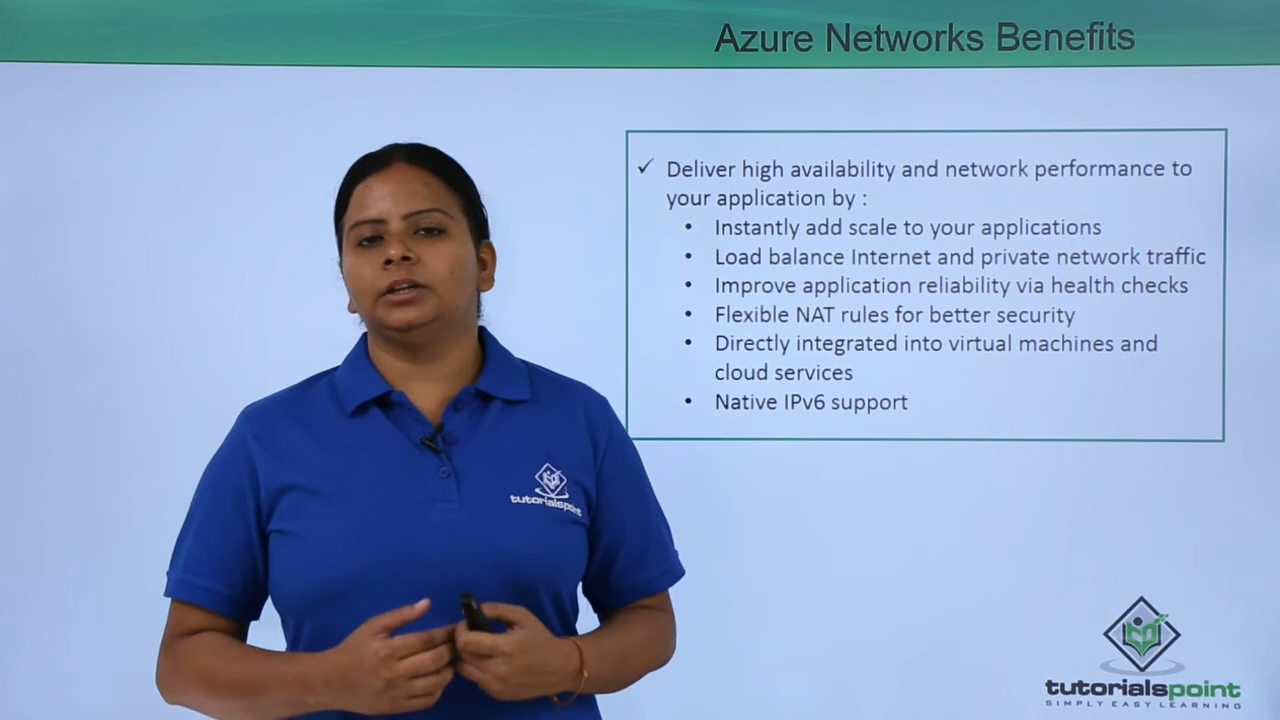 Azure Networks Benefits
✓ Deliver high availability and network performance to
your application by :
• Instantly add scale to your applications
• Load balance Internet and private network traffic
• Improve application reliability via health checks
• Flexible NAT rules for better security
• Directly integrated into virtual machines and
cloud services
• Native IPv6 support
tutorialspoint
tutorialspoint
SIMPLY EASY LEARNING